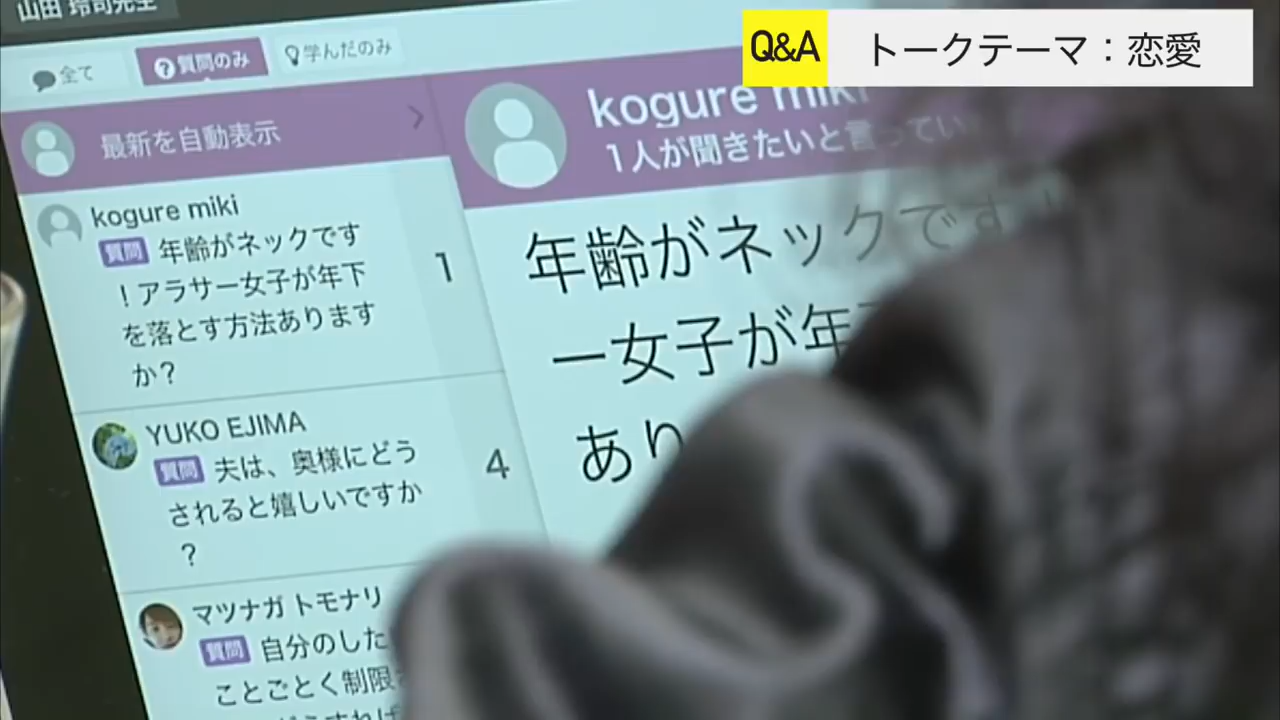 山田 玲司先生
Q&A トークテーマ：恋愛
全て 質問のみ 学んだのみ
最新を自動表示
kogure miki
質問 年齢がネックです
！アラサー女子が年下
を落とす方法あります
か？
1
YUKO EJIMA
質問 夫は、奥様にどう
されると嬉しいですか
？
4
マツナガ トモナリ
質問 自分のした
ことごとく制限
kogure miki
1人が聞きたいと言ってい
年齢がネックです
ー女子が年下
あり